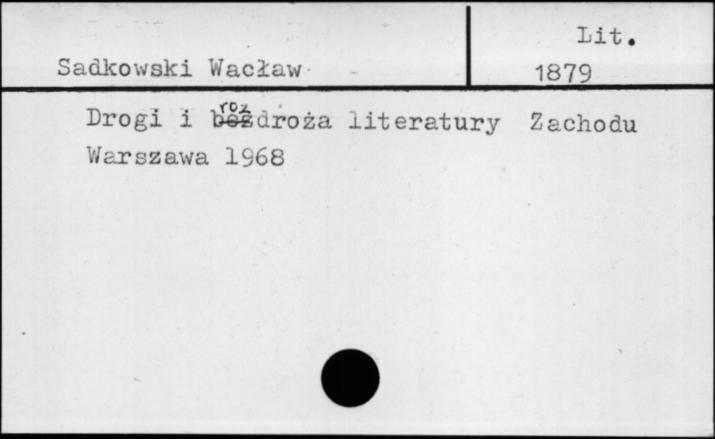 Lit.
Sadkowski Wacław
1879
Drogi i rozdroża literatury Zachodu
Warszawa 1968